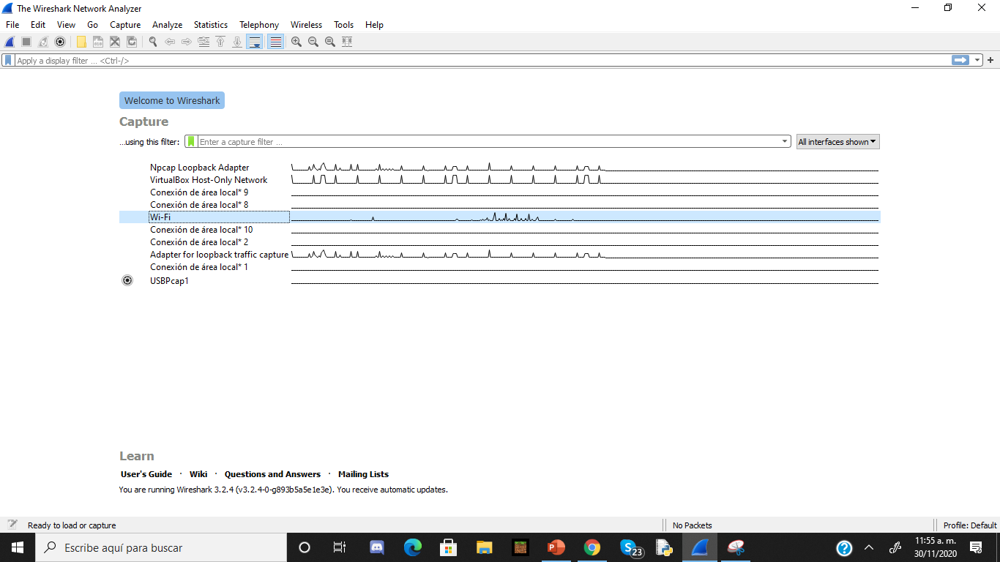 The Wireshark Network Analyzer
File Edit View Go Capture Analyze Statistics Telephony Wireless Tools Help
Apply a display filter ... <Ctrl-/>
Welcome to Wireshark
Capture
...using this filter: Enter a capture filter ... All interfaces shown
Npcap Loopback Adapter
VirtualBox Host-Only Network
Conexión de área local* 9
Conexión de área local* 8
Wi-Fi
Conexión de área local* 10
Conexión de área local* 2
Adapter for loopback traffic capture
Conexión de área local* 1
USBPcap1
Learn
User's Guide · Wiki · Questions and Answers · Mailing Lists
You are running Wireshark 3.2.4 (v3.2.4-0-g893b5a5e1e3e). You receive automatic updates.
Ready to load or capture No Packets Profile: Default
Escribe aquí para buscar 23 11:55 a. m.
30/11/2020